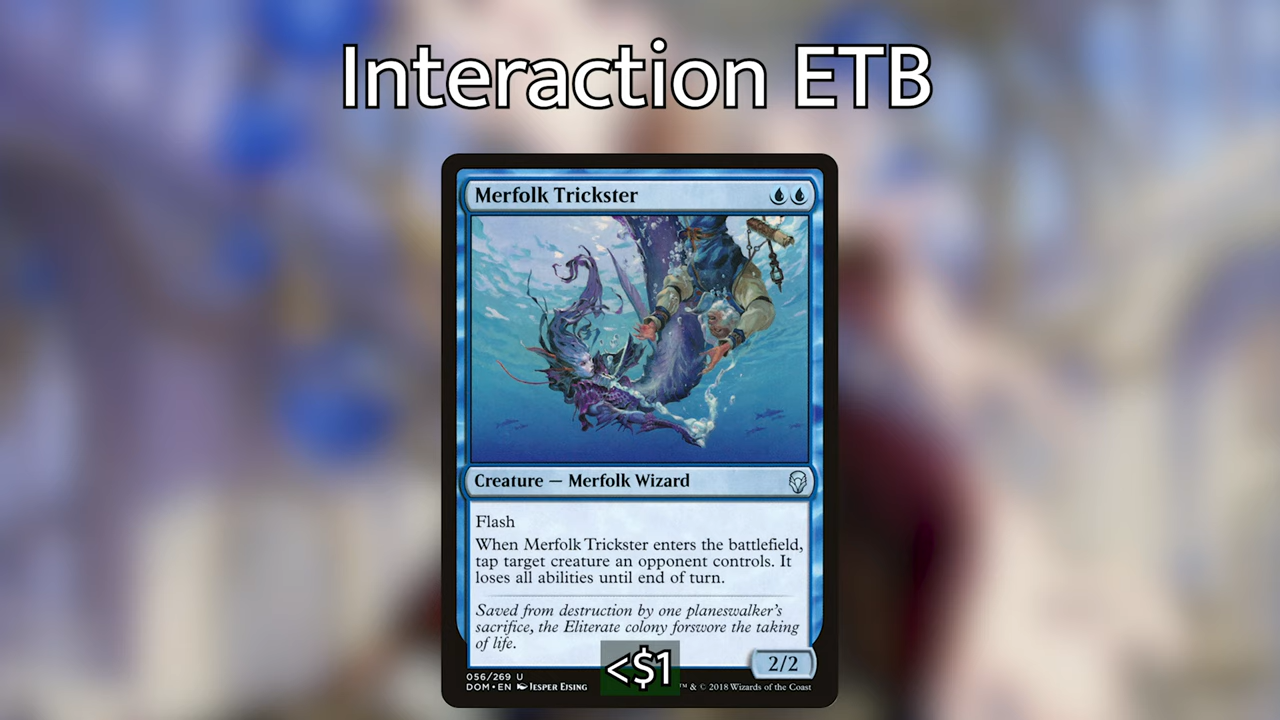 Interaction ETB
Merfolk Trickster
Creature — Merfolk Wizard
Flash
When Merfolk Trickster enters the battlefield,
tap target creature an opponent controls. It
loses all abilities until end of turn.
Saved from destruction by one planeswalker's
sacrifice, the Eliterate colony forswore the taking
of life.
<$1
2/2
056/269 U
DOM • EN Jesper Eising
™ & © 2018 Wizards of the Coast